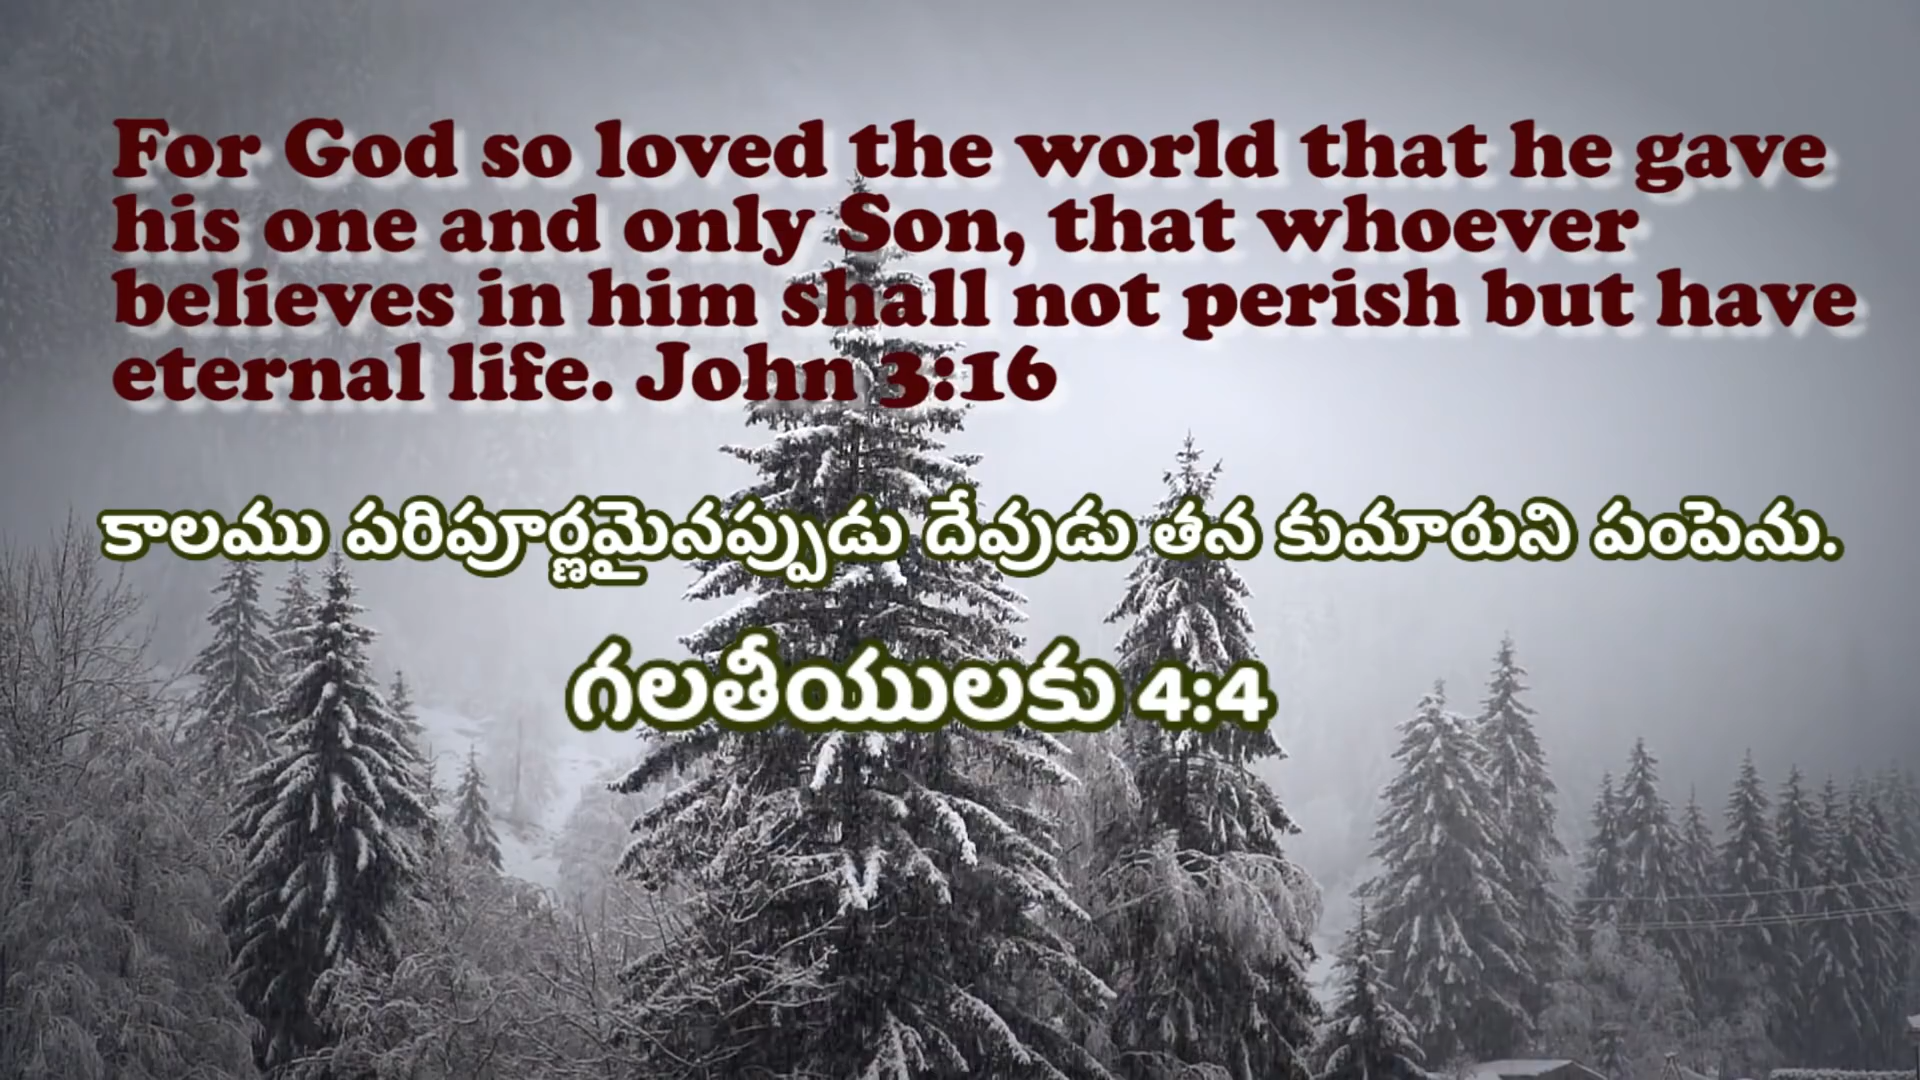 For God so loved the world that he gave
his one and only Son, that whoever
believes in him shall not perish but have
eternal life. John 3:16
కాలము పరిపూర్ణమైనప్పుడు దేవుడు తన కుమారుని పంపెను.
గలతీయులకు 4:4